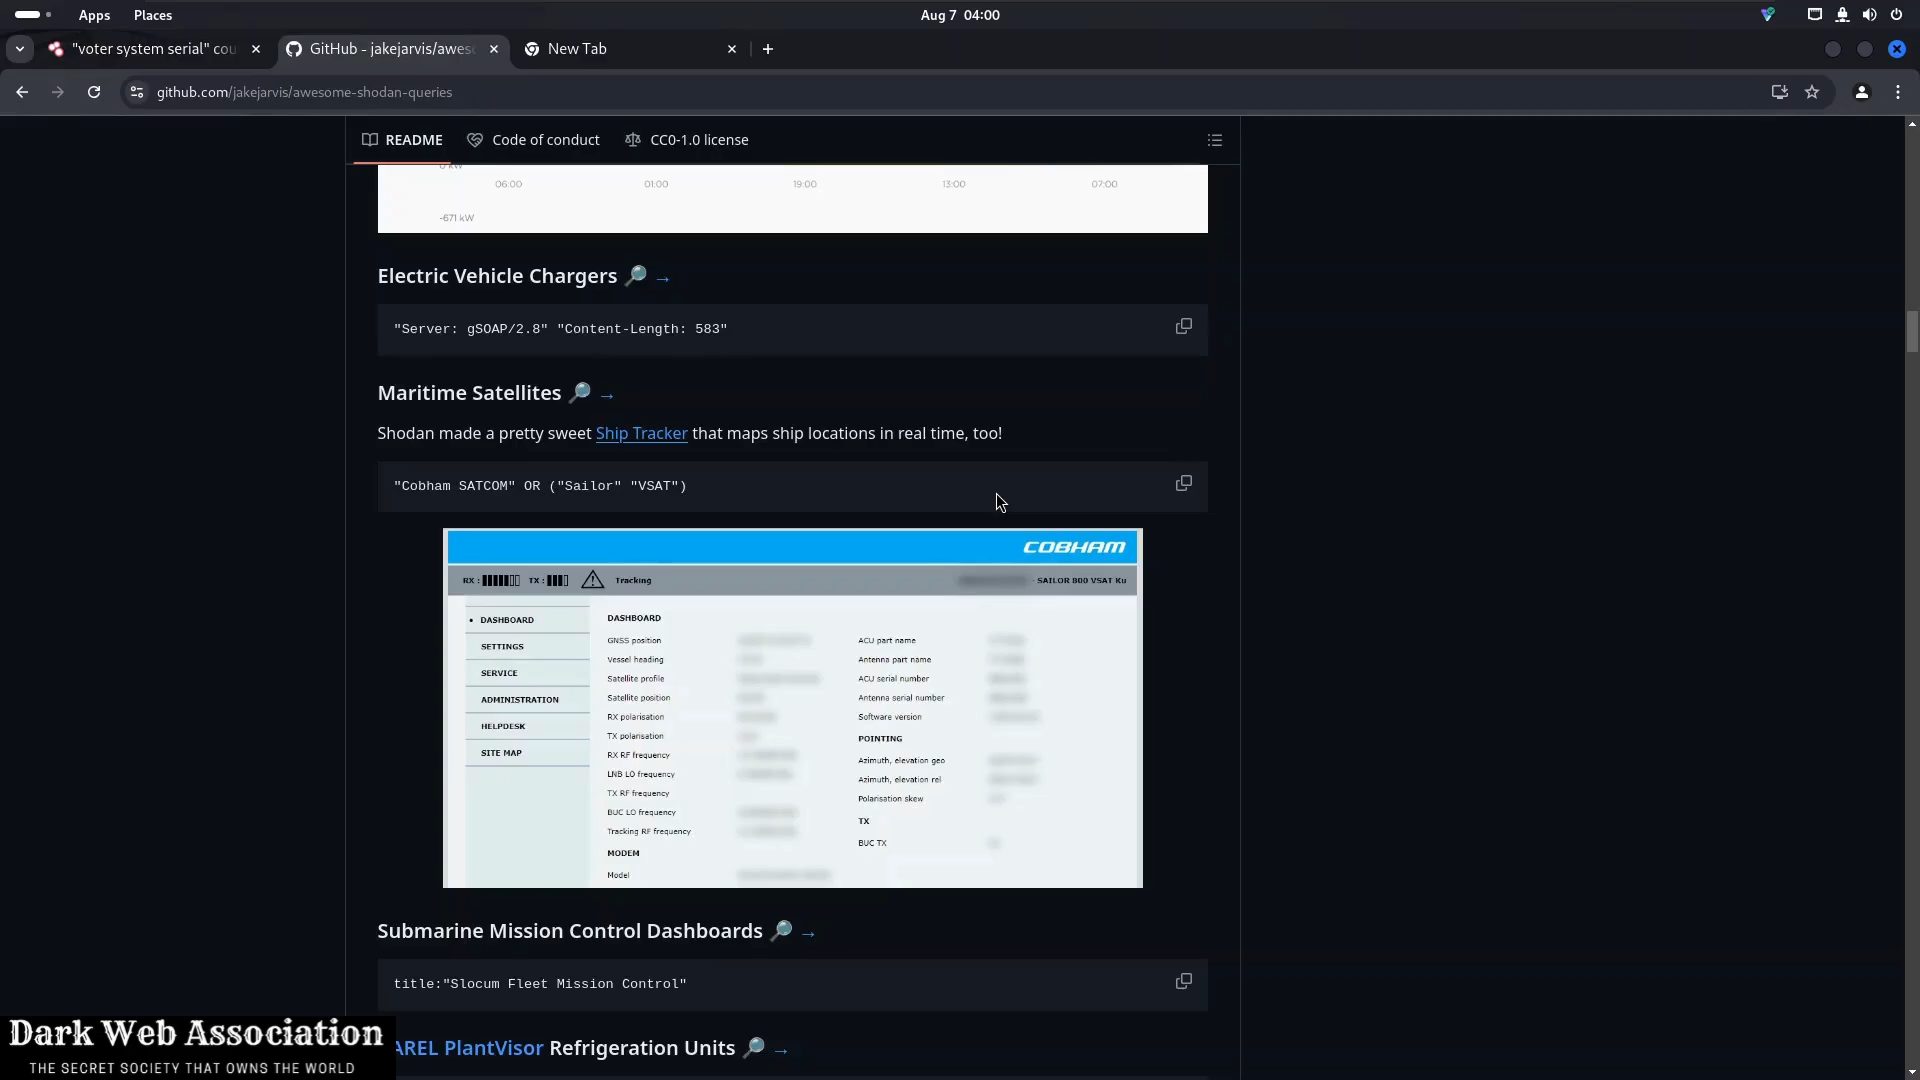 Apps Places Aug 7 04:00
"voter system serial" cou GitHub - jakejarvis/awes New Tab
github.com/jakejarvis/awesome-shodan-queries
README Code of conduct CC0-1.0 license
0 kW
06:00 01:00 19:00 13:00 07:00
-671 kW
Electric Vehicle Chargers 🔎 →
"Server: gSOAP/2.8" "Content-Length: 583"
Maritime Satellites 🔎 →
Shodan made a pretty sweet Ship Tracker that maps ship locations in real time, too!
"Cobham SATCOM" OR ("Sailor" "VSAT")
COBHAM
RX : TX : Tracking - SAILOR 800 VSAT Ku
DASHBOARD
SETTINGS
SERVICE
ADMINISTRATION
HELPDESK
SITE MAP
DASHBOARD
GNSS position
Vessel heading
Satellite profile
Satellite position
RX polarisation
TX polarisation
RX RF frequency
LNB LO frequency
TX RF frequency
BUC LO frequency
Tracking RF frequency
MODEM
Model
ACU part name
Antenna part name
ACU serial number
Antenna serial number
Software version
POINTING
Azimuth, elevation geo
Azimuth, elevation rel
Polarisation skew
TX
BUC TX
Submarine Mission Control Dashboards 🔎 →
title:"Slocum Fleet Mission Control"
AREL PlantVisor Refrigeration Units 🔎 →
Dark Web Association
THE SECRET SOCIETY THAT OWNS THE WORLD